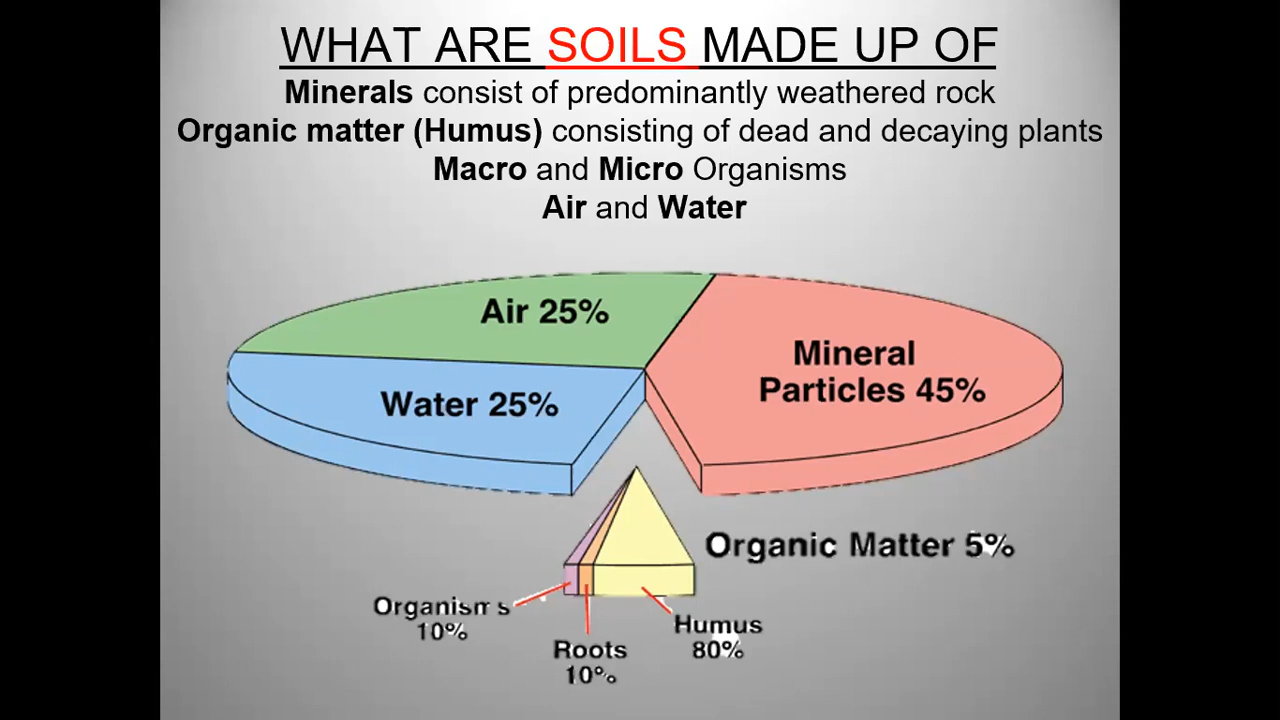 WHAT ARE SOILS MADE UP OF
Minerals consist of predominantly weathered rock
Organic matter (Humus) consisting of dead and decaying plants
Macro and Micro Organisms
Air and Water
Air 25%
Mineral
Particles 45%
Water 25%
Organic Matter 5%
Organisms
10%
Roots
10%
Humus
80%